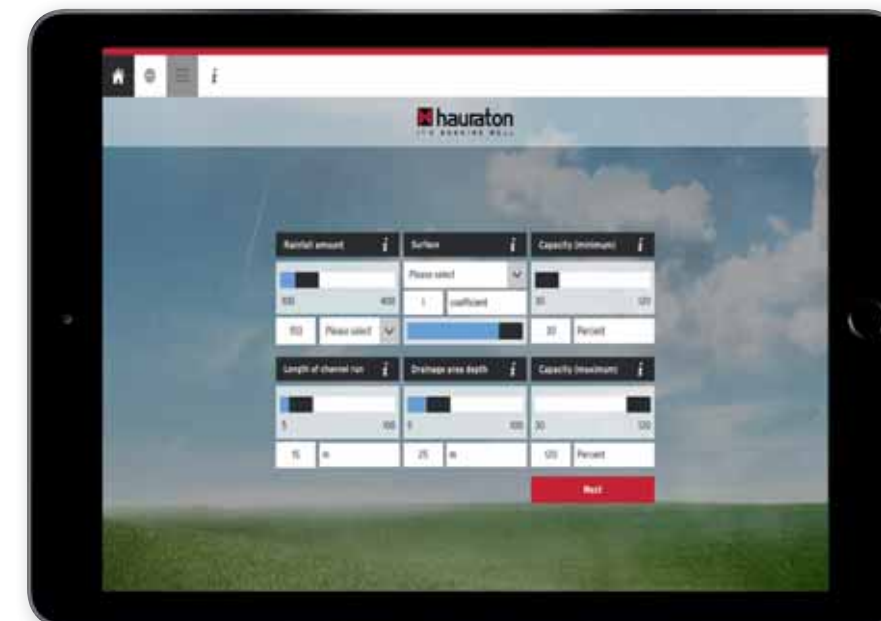 i
hauraton
Rainfall amount i
Surface i
Capacity (minimum) i
Please select
100 400
1 coefficient
30 120
150 Please select
30 Percent
Length of channel run i
Drainage area depth i
Capacity (maximum) i
5 100
5 100
30 120
15 m
25 m
120 Percent
Next